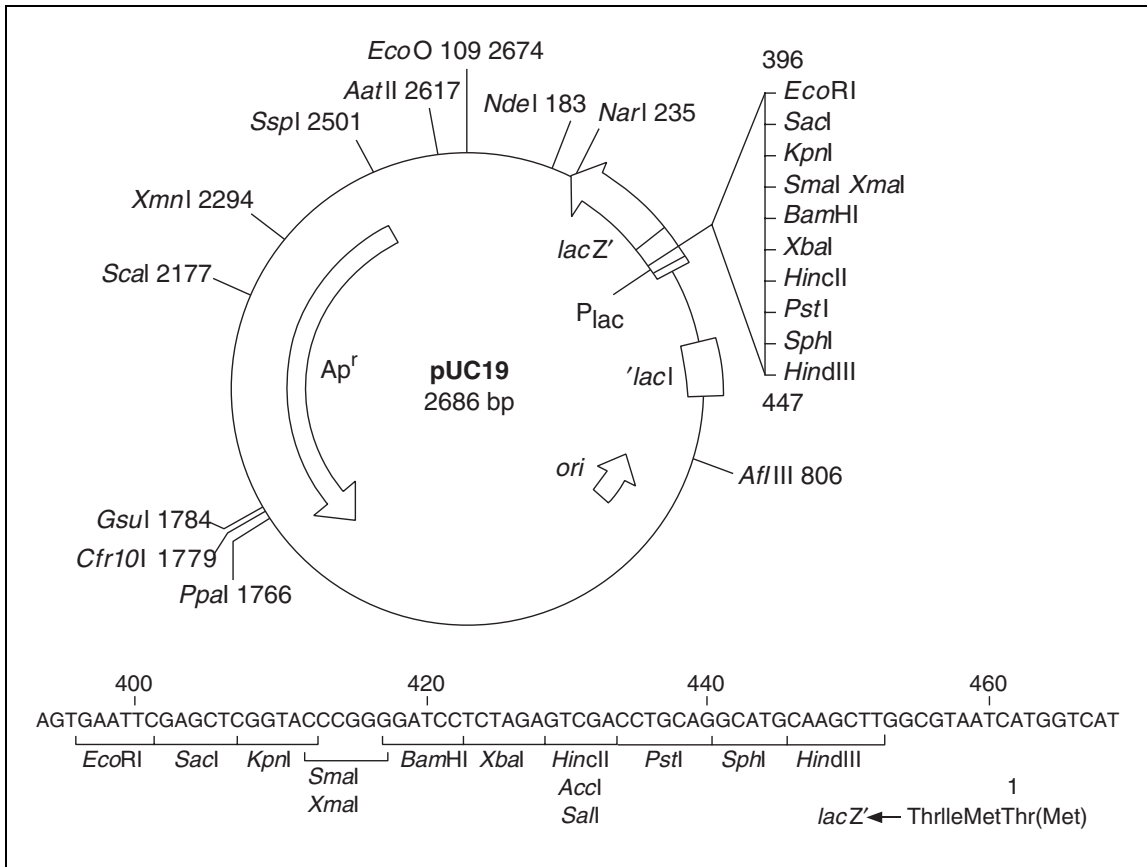 EcoO 109 2674
AatII 2617
SspI 2501
XmnI 2294
ScaI 2177
NdeI 183
NarI 235
396
EcoRI
SacI
KpnI
SmaI XmaI
BamHI
XbaI
HincII
PstI
SphI
HindIII
447
lacZ′
Plac
Apr
pUC19
2686 bp
′lacI
ori
AflIII 806
GsuI 1784
Cfr10I 1779
PpaI 1766
400 420 440 460
AGTGAATTCGAGCTCGGTACCCGGGGATCCTCTAGAGTCGACCTGCAGGCATGCAAGCTTGGCGTAATCATGGTCAT
EcoRI SacI KpnI BamHI XbaI HincII PstI SphI HindIII
SmaI AccI
XmaI SalI
1
lacZ′ ThrIleMetThr(Met)